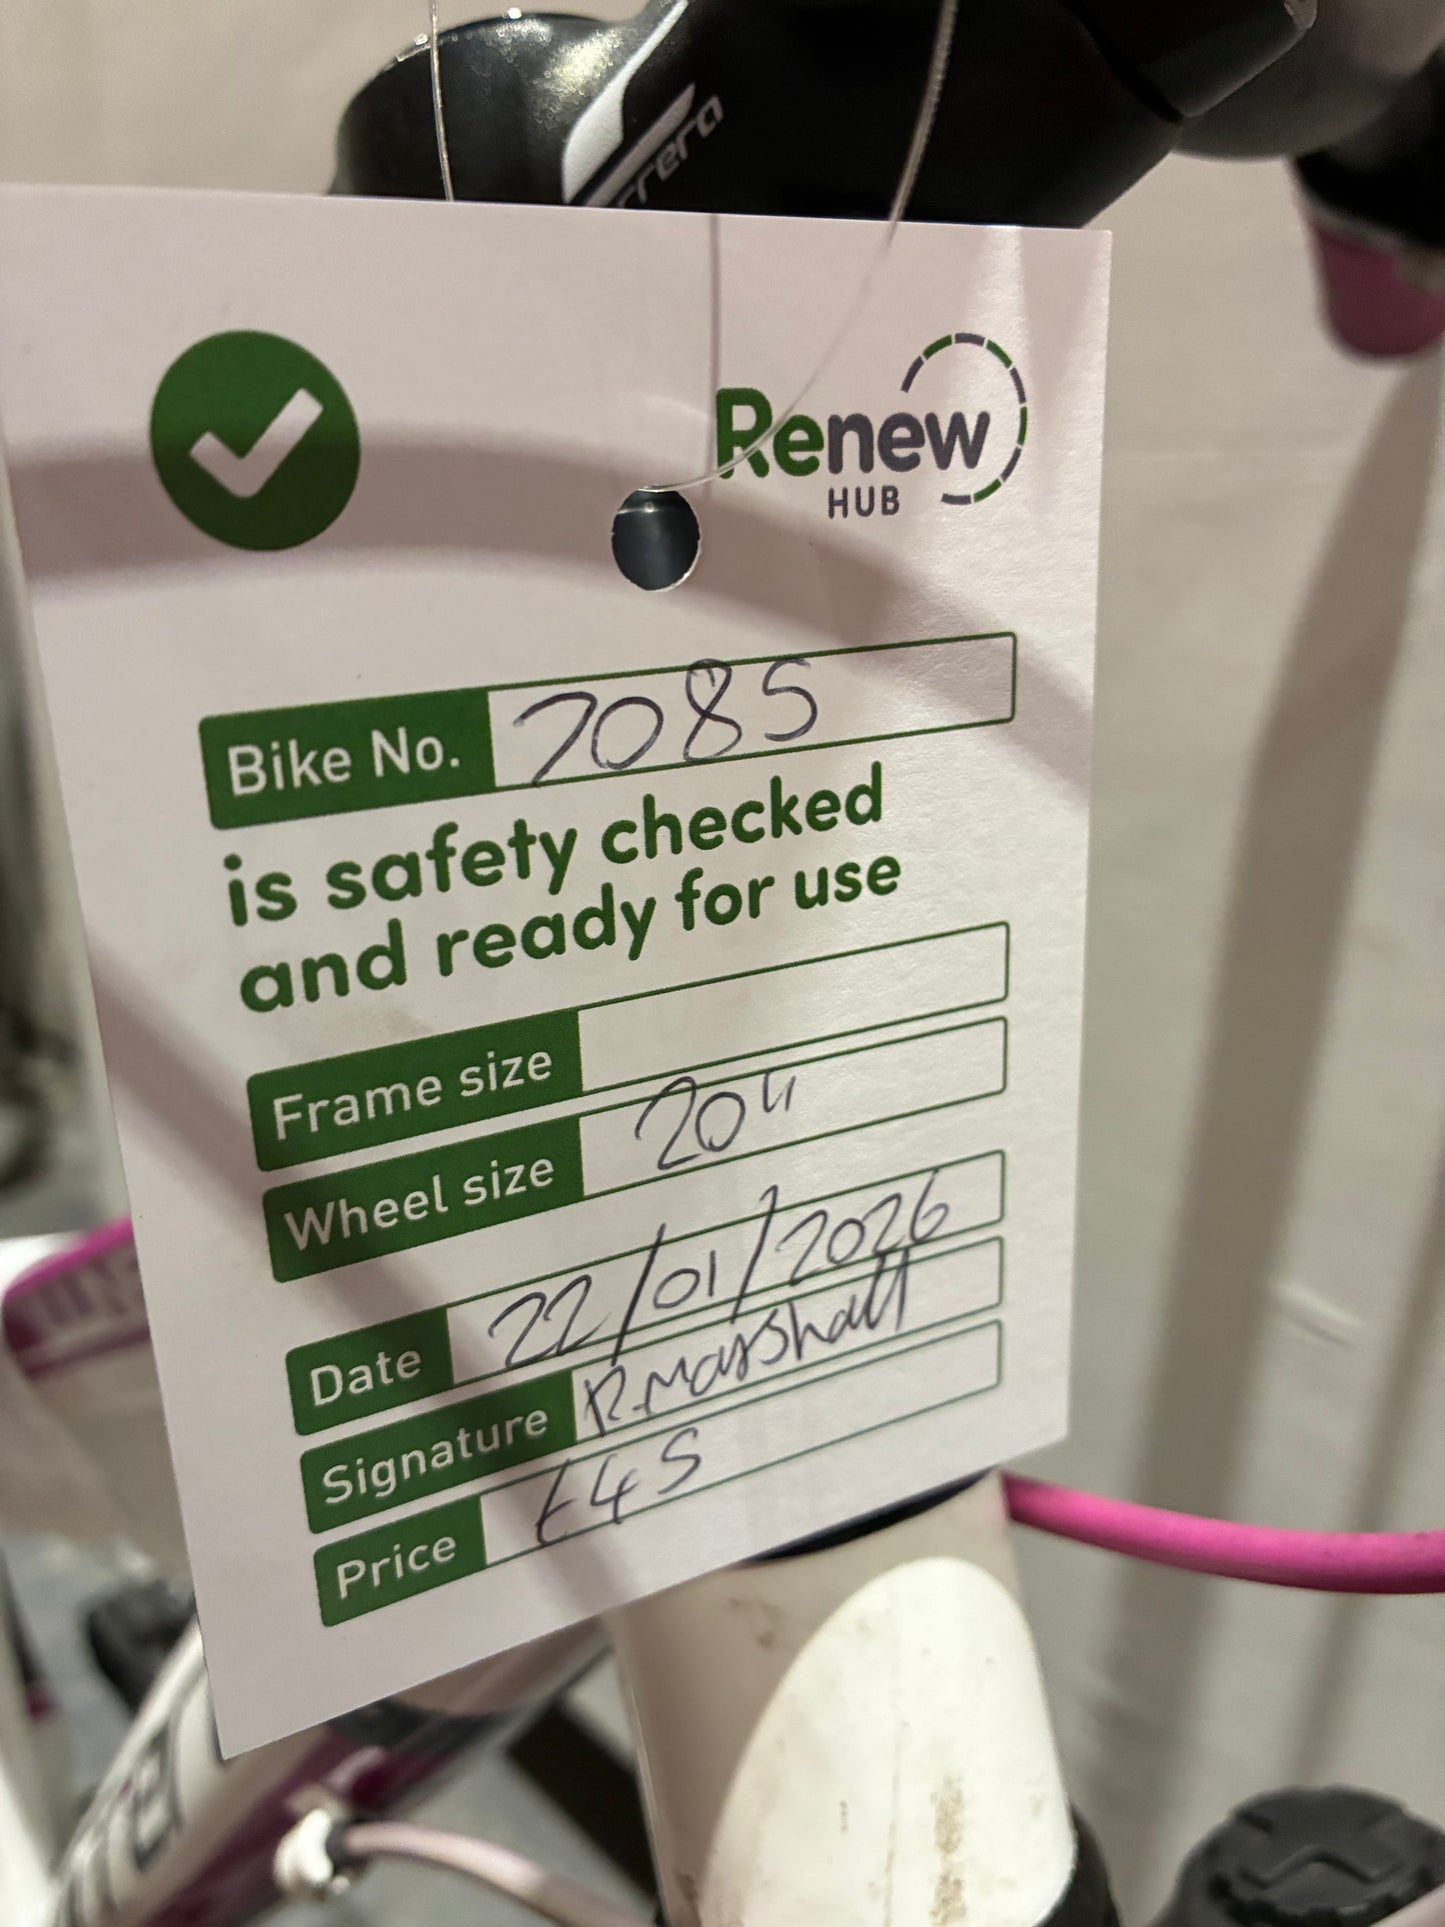 Renew
HUB
Bike No. 7085
is safety checked
and ready for use
Frame size
Wheel size 20"
Date 22/01/2026
Signature R.Marshall
Price £45